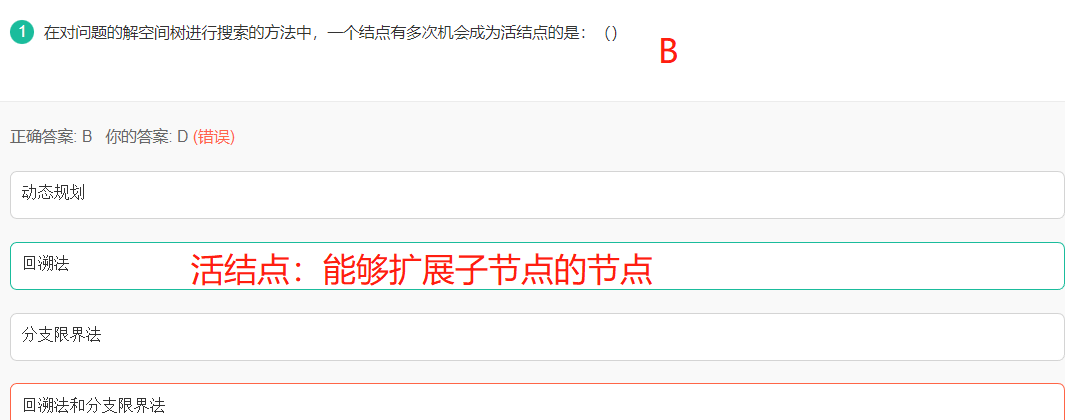 1 在对问题的解空间树进行搜索的方法中，一个结点有多次机会成为活结点的是：（）
B
正确答案: B 你的答案: D (错误)
动态规划
回溯法
活结点：能够扩展子节点的节点
分支限界法
回溯法和分支限界法